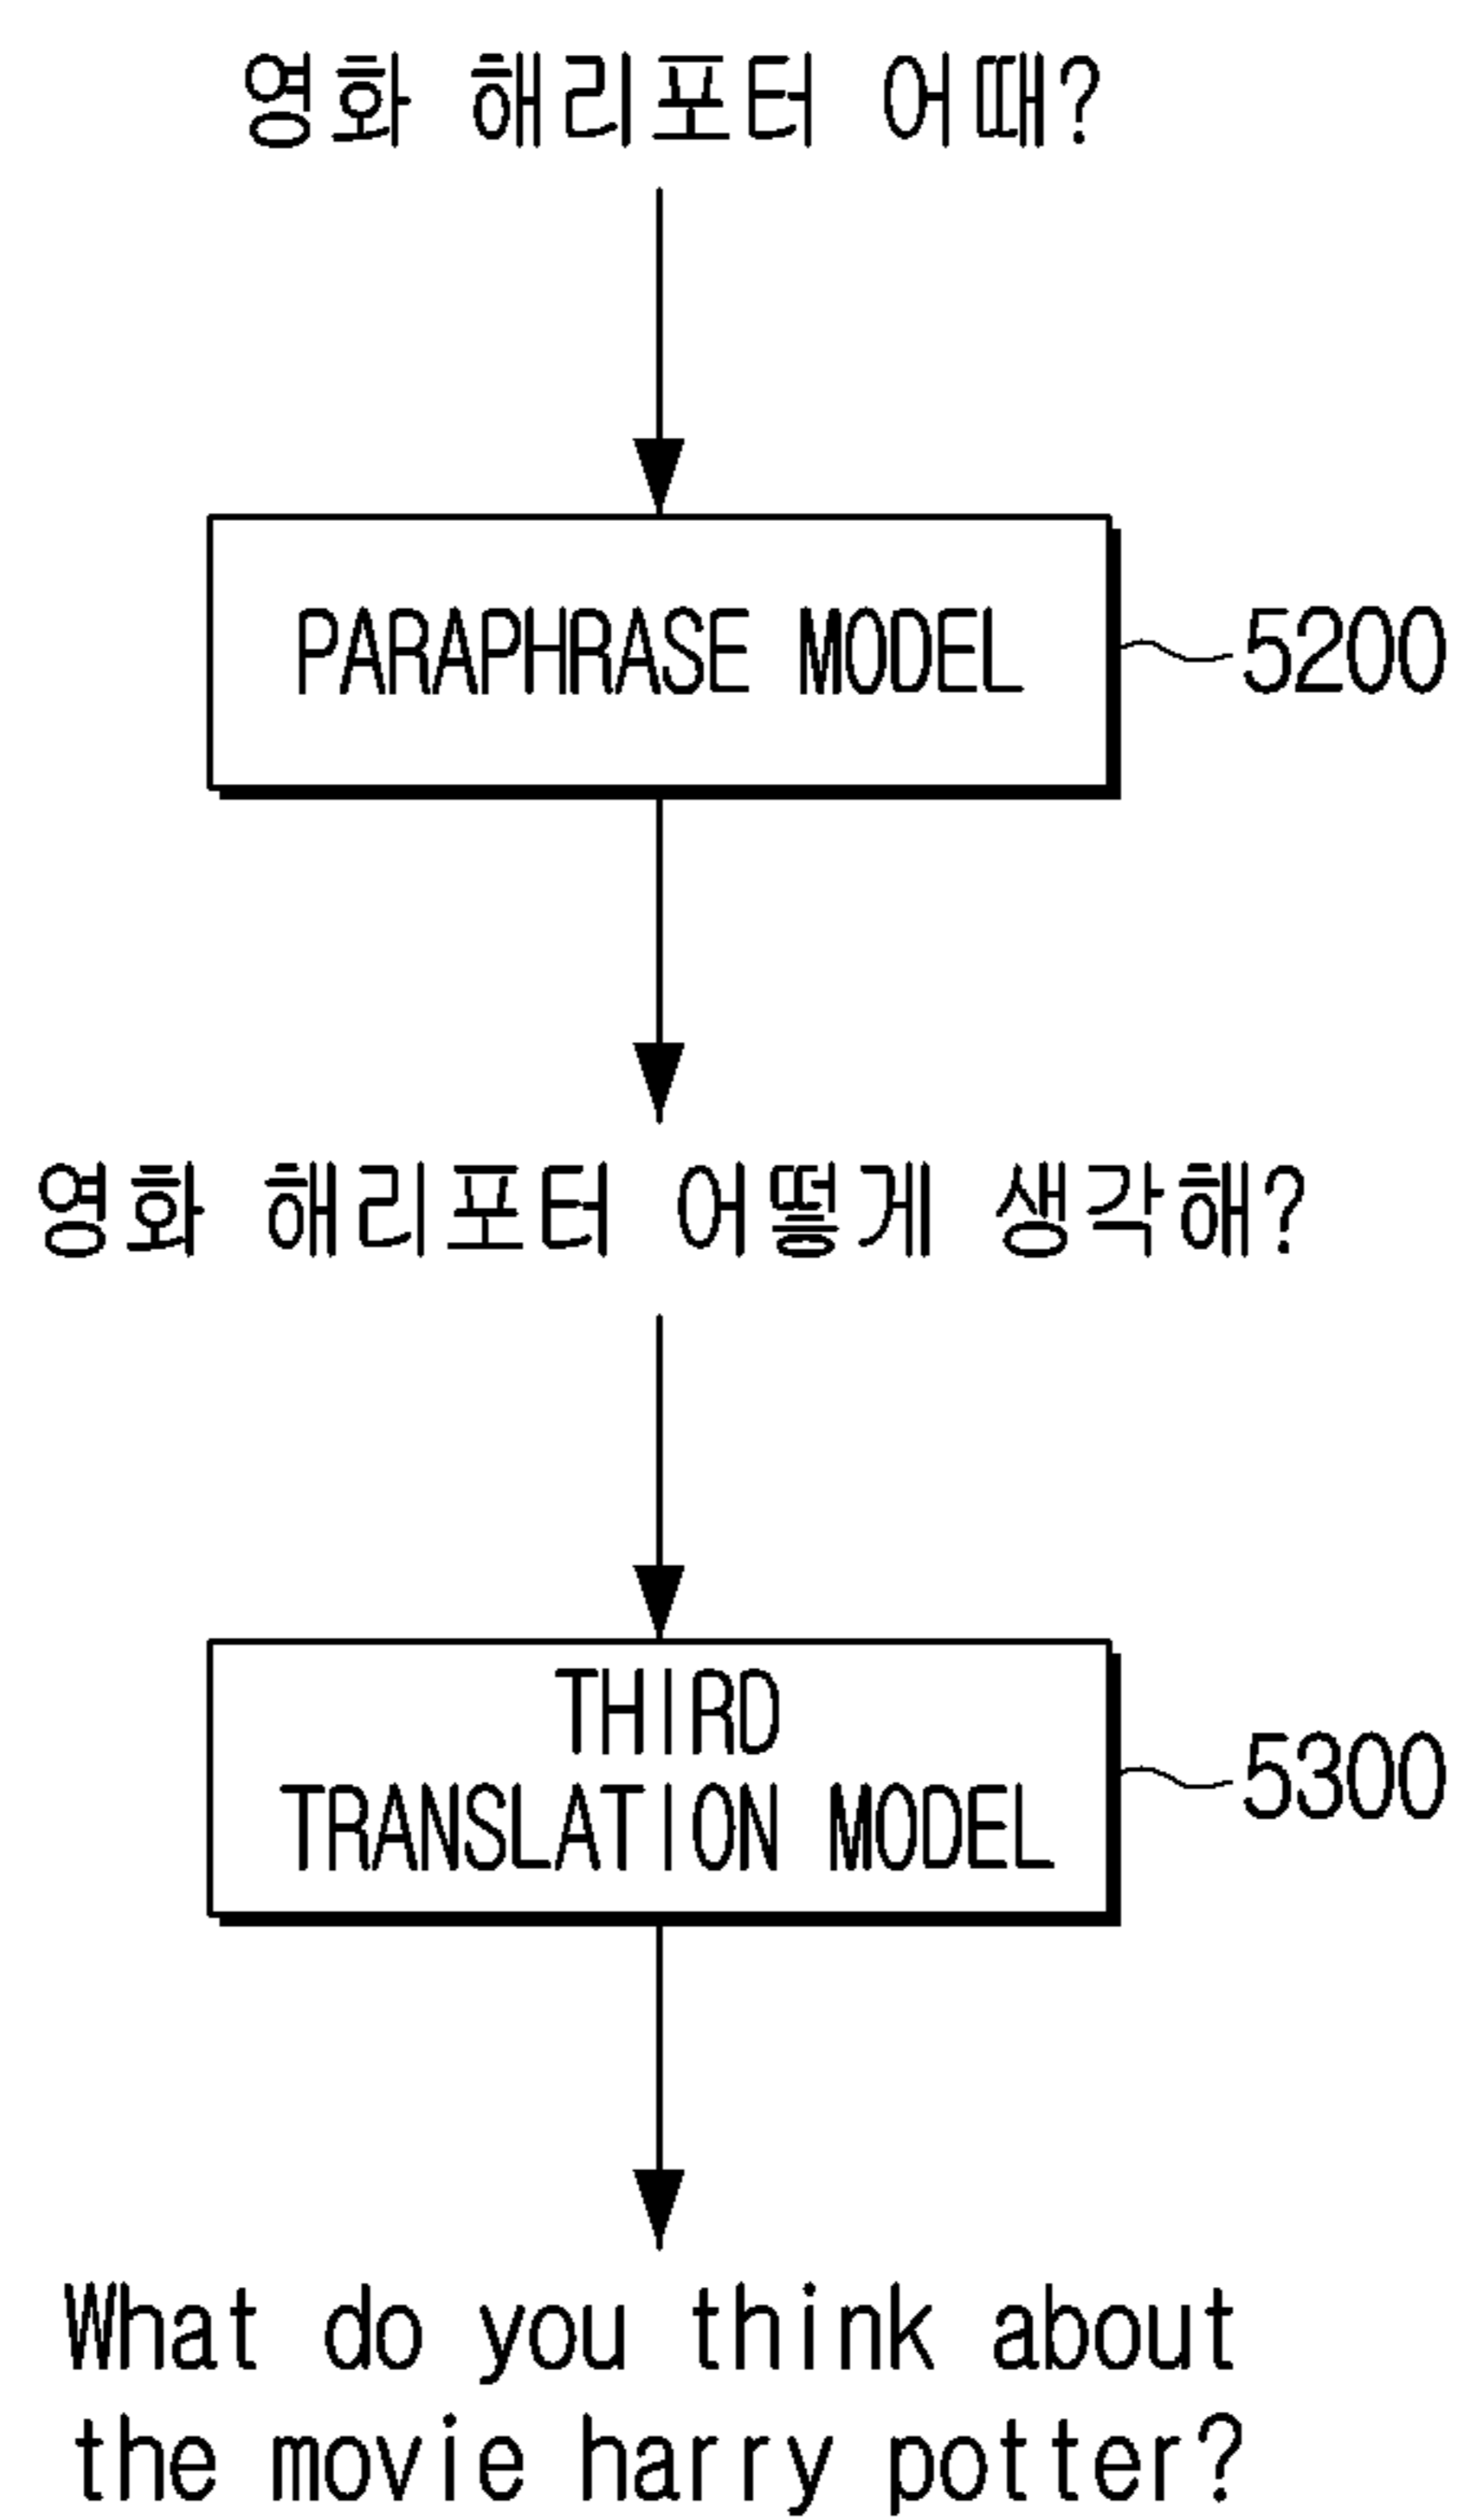 영화 해리포터 어때?
PARAPHRASE MODEL
5200
영화 해리포터 어떻게 생각해?
THIRD
TRANSLATION MODEL
5300
What do you think about
the movie harry potter?